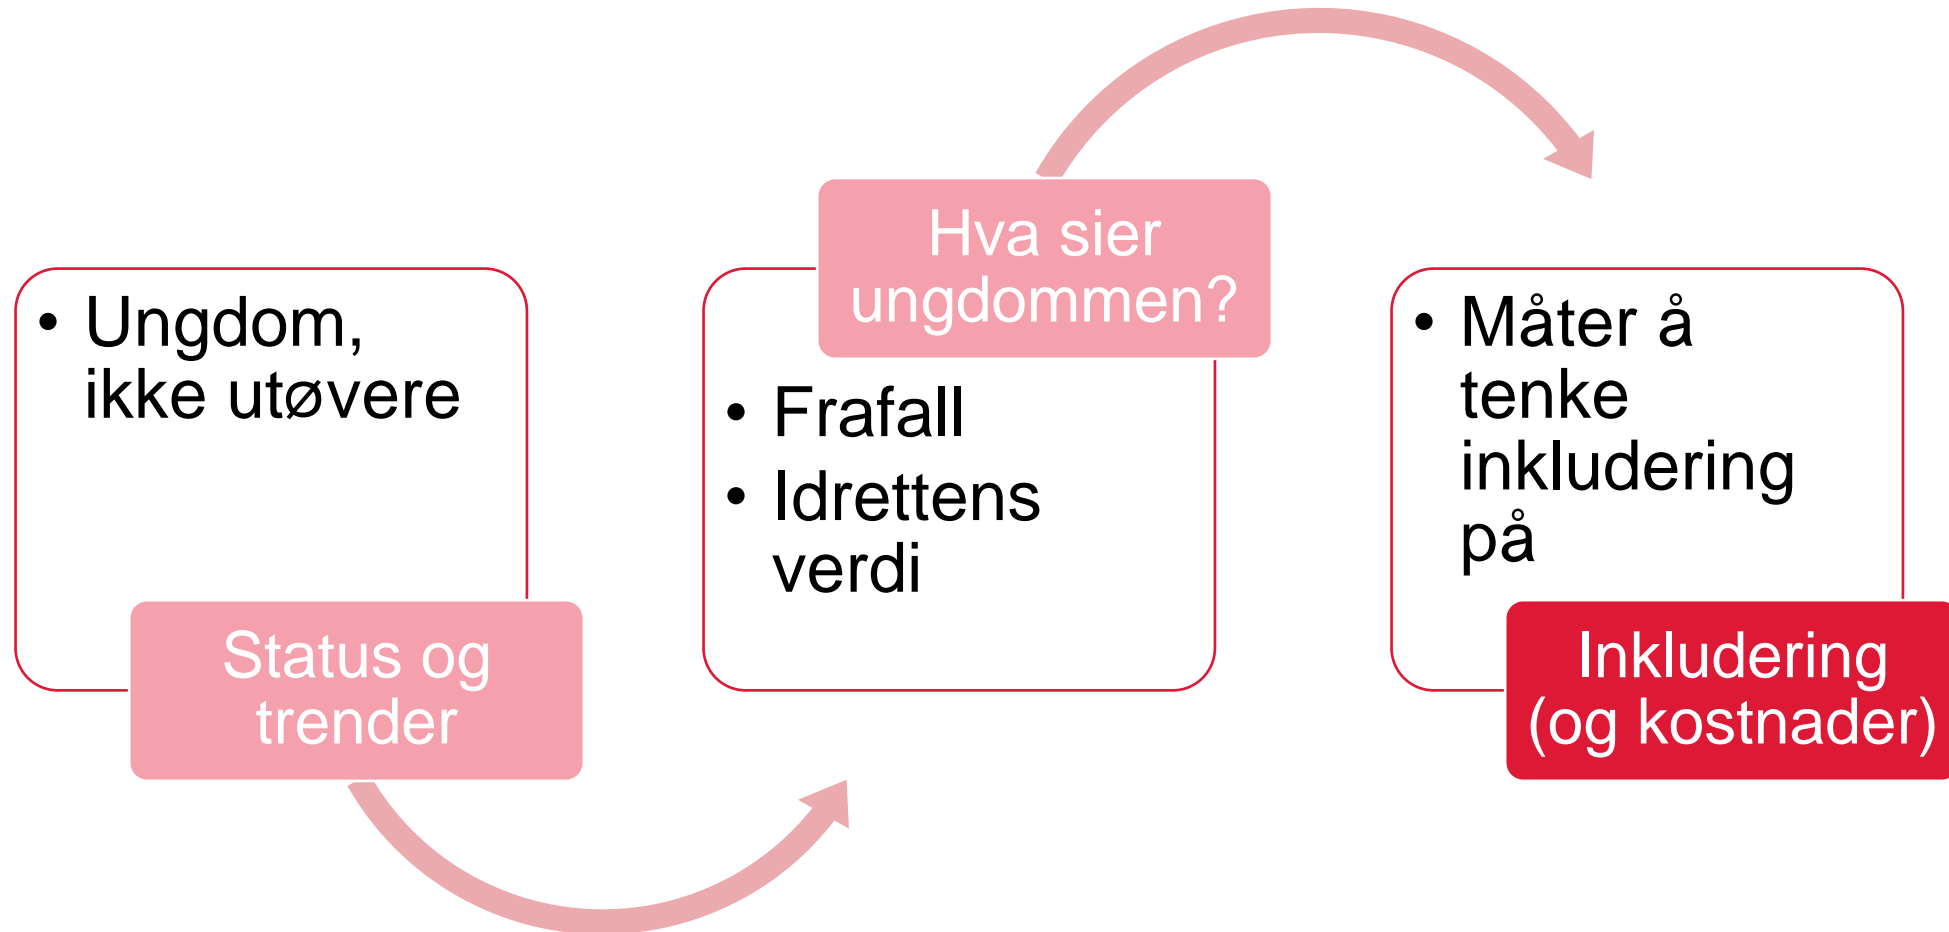 • Ungdom,
ikke utøvere
Status og
trender
Hva sier
ungdommen?
• Frafall
• Idrettens
verdi
• Måter å
tenke
inkludering
på
Inkludering
(og kostnader)